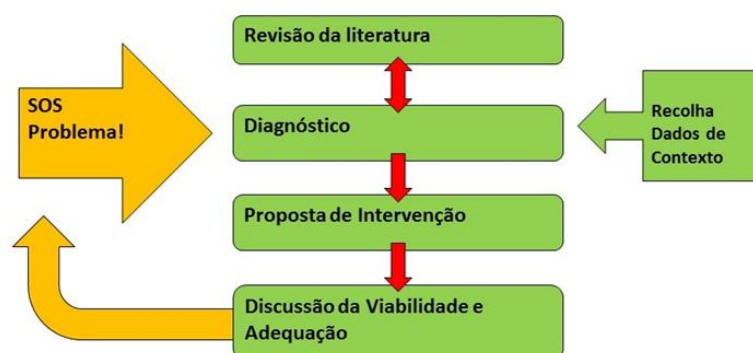 Revisão da literatura
SOS
Problema!
Diagnóstico
Recolha
Dados de
Contexto
Proposta de Intervenção
Discussão da Viabilidade e
Adequação